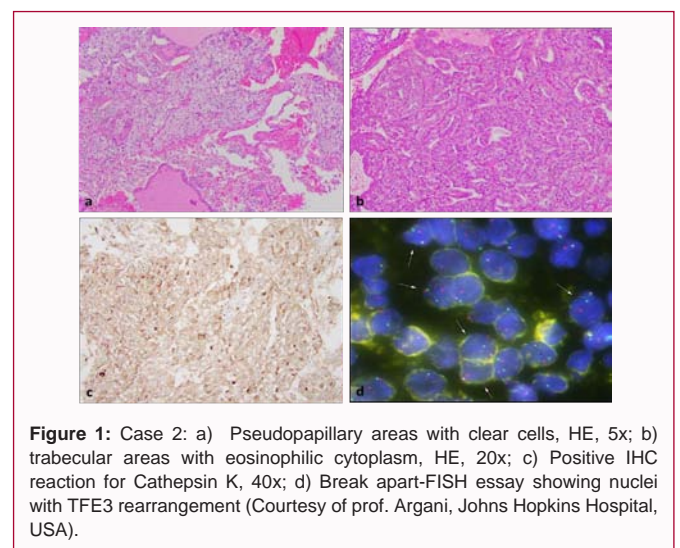 a
b
c
d
Figure 1: Case 2: a) Pseudopapillary areas with clear cells, HE, 5x; b)
trabecular areas with eosinophilic cytoplasm, HE, 20x; c) Positive IHC
reaction for Cathepsin K, 40x; d) Break apart-FISH essay showing nuclei
with TFE3 rearrangement (Courtesy of prof. Argani, Johns Hopkins Hospital,
USA).